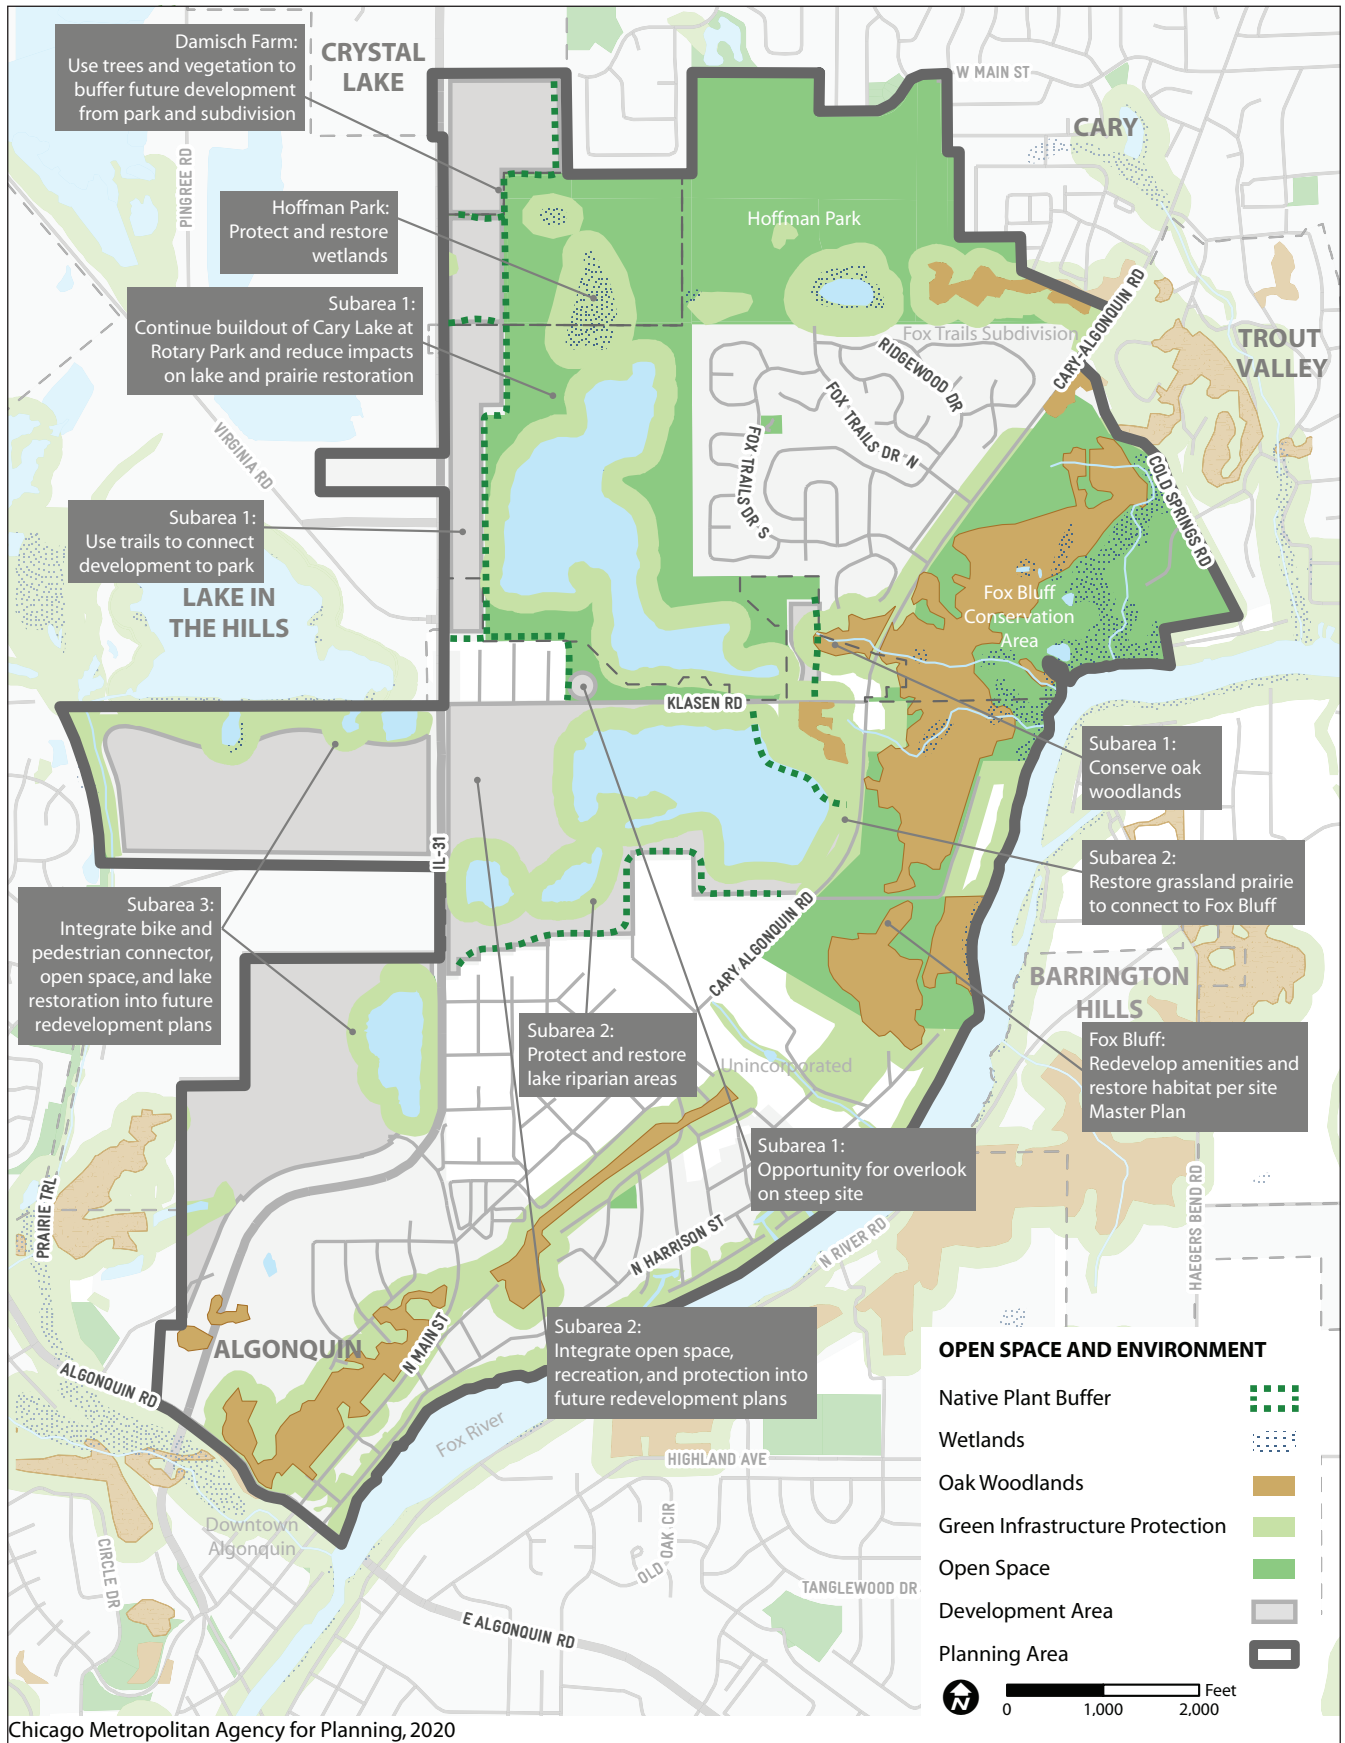 Damisch Farm:
Use trees and vegetation to
buffer future development
from park and subdivision
CRYSTAL
LAKE
W MAIN ST
CARY
PINGREE RD
Hoffman Park:
Protect and restore
wetlands
Hoffman Park
Subarea 1:
Continue buildout of Cary Lake at
Rotary Park and reduce impacts
on lake and prairie restoration
Fox Trails Subdivision
CARY-ALGONQUIN RD
TROUT
VALLEY
RIDGEWOOD DR
FOX TRAILS DR N
FOX TRAILS DR S
VIRGINIA RD
COLD SPRINGS RD
Subarea 1:
Use trails to connect
development to park
LAKE IN
THE HILLS
Fox Bluff
Conservation
Area
KLASEN RD
Subarea 1:
Conserve oak
woodlands
IL-31
Subarea 2:
Restore grassland prairie
to connect to Fox Bluff
Subarea 3:
Integrate bike and
pedestrian connector,
open space, and lake
restoration into future
redevelopment plans
CARY ALGONQUIN RD
BARRINGTON
HILLS
Subarea 2:
Protect and restore
lake riparian areas
Unincorporated
Fox Bluff:
Redevelop amenities and
restore habitat per site
Master Plan
Subarea 1:
Opportunity for overlook
on steep site
PRAIRIE TRL
N HARRISON ST
N RIVER RD
HAEGERS BEND RD
Subarea 2:
Integrate open space,
recreation, and protection into
future redevelopment plans
ALGONQUIN
N MAIN ST
ALGONQUIN RD
Fox River
HIGHLAND AVE
Downtown
Algonquin
CIRCLE DR
OLD OAK CIR
TANGLEWOOD DR
E ALGONQUIN RD
OPEN SPACE AND ENVIRONMENT
Native Plant Buffer
Wetlands
Oak Woodlands
Green Infrastructure Protection
Open Space
Development Area
Planning Area
N
Feet
0 1,000 2,000
Chicago Metropolitan Agency for Planning, 2020